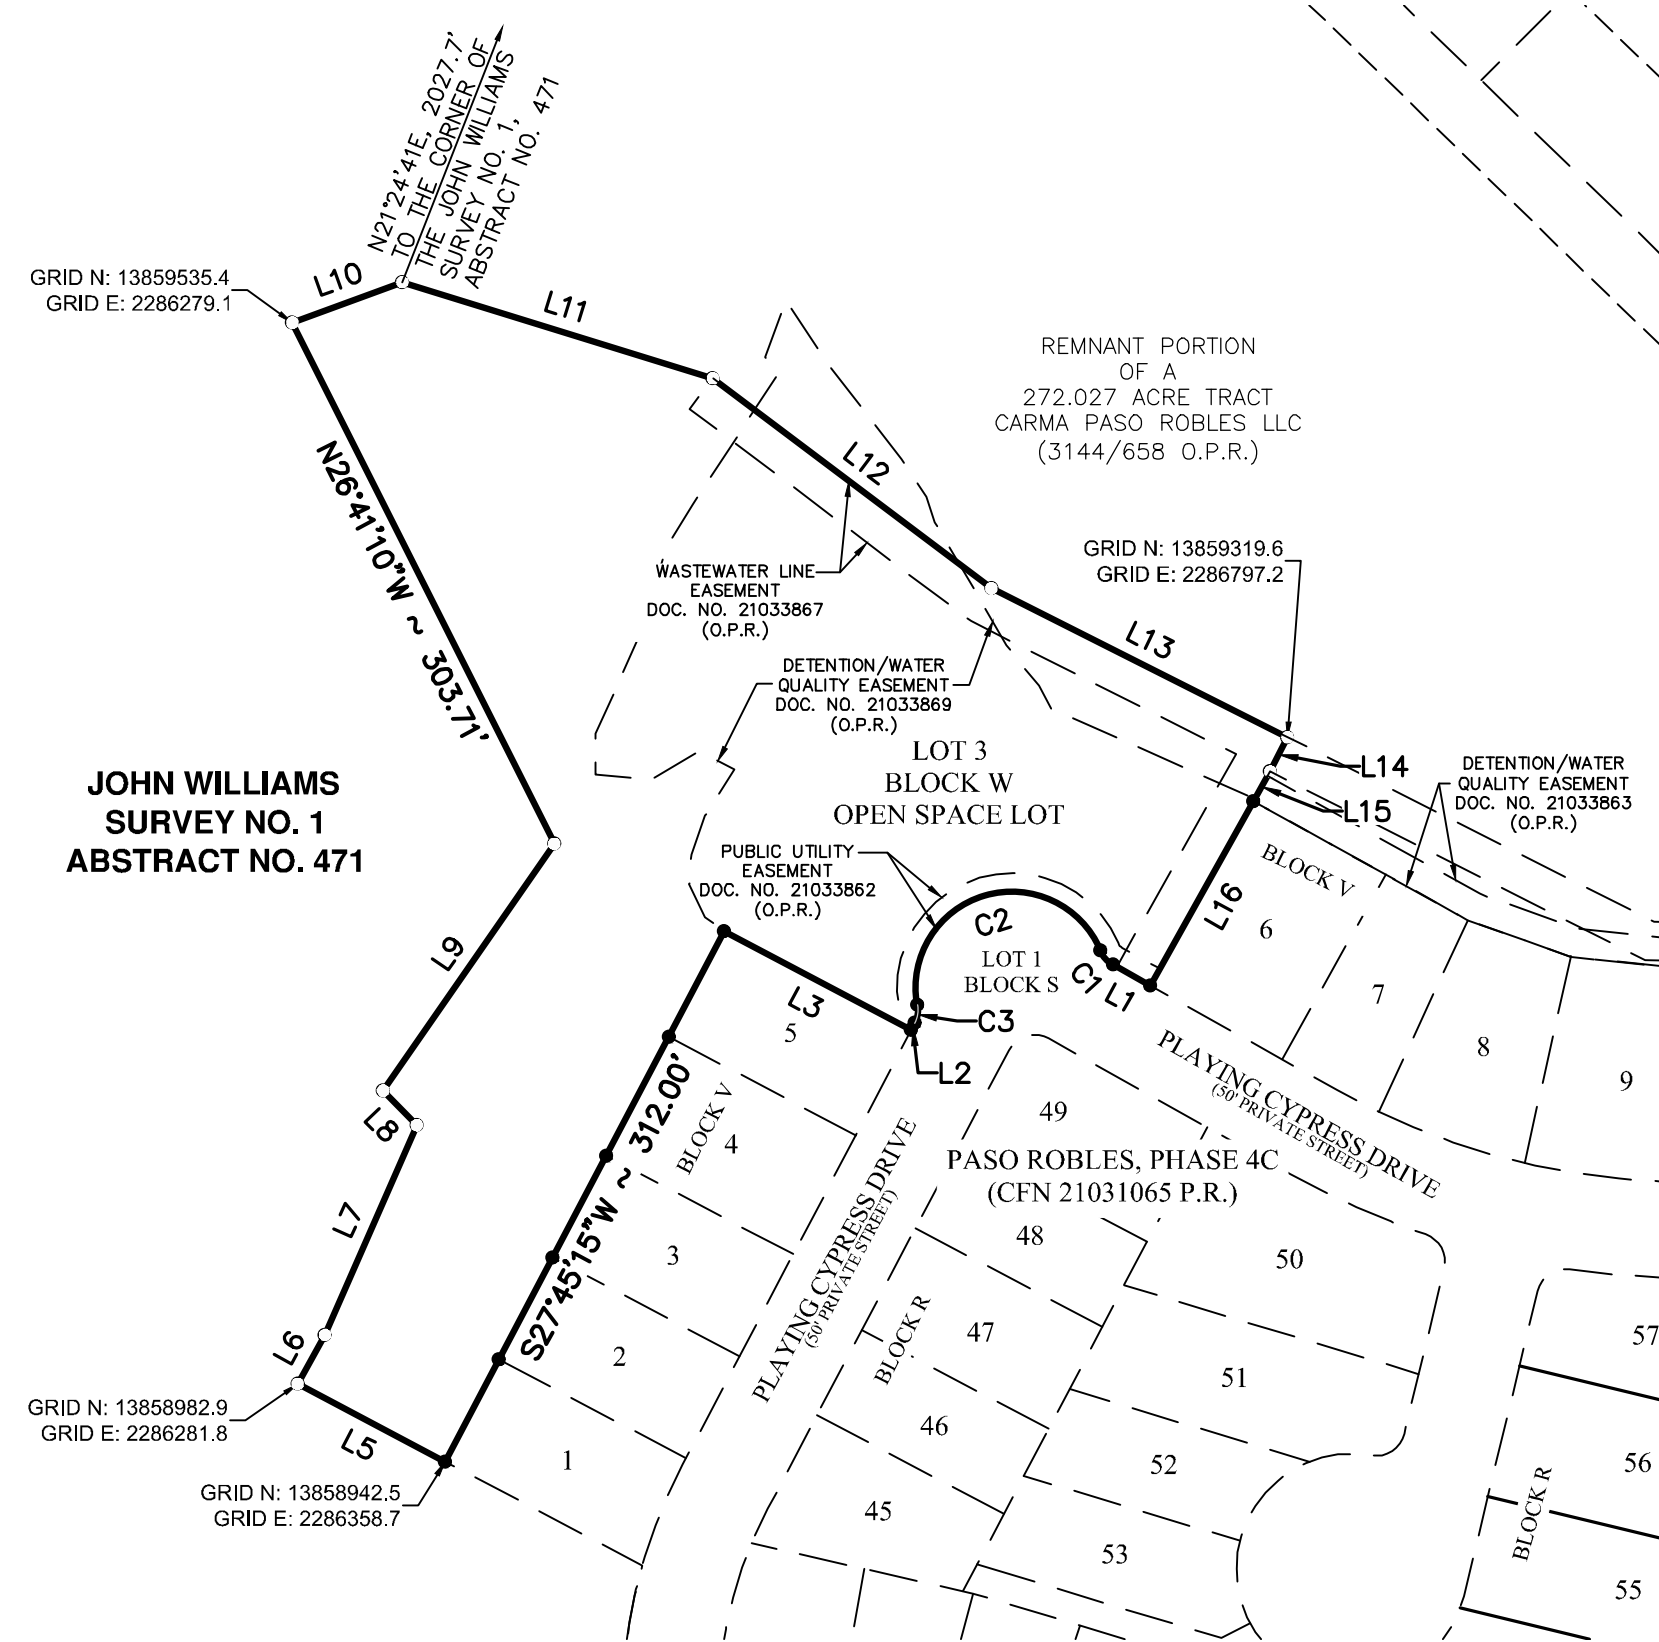 N21°24'41E, 2027.7'
TO THE CORNER OF
THE JOHN WILLIAMS
SURVEY NO. 1,
ABSTRACT NO. 471
GRID N: 13859535.4
GRID E: 2286279.1
L10
L11
REMNANT PORTION
OF A
272.027 ACRE TRACT
CARMA PASO ROBLES LLC
(3144/658 O.P.R.)
L12
N26°41'10"W ~ 303.71'
GRID N: 13859319.6
GRID E: 2286797.2
WASTEWATER LINE
EASEMENT
DOC. NO. 21033867
(O.P.R.)
L13
DETENTION/WATER
QUALITY EASEMENT
DOC. NO. 21033869
(O.P.R.)
LOT 3
BLOCK W
OPEN SPACE LOT
L14
L15
DETENTION/WATER
QUALITY EASEMENT
DOC. NO. 21033863
(O.P.R.)
JOHN WILLIAMS
SURVEY NO. 1
ABSTRACT NO. 471
PUBLIC UTILITY
EASEMENT
DOC. NO. 21033862
(O.P.R.)
BLOCK V
L16
6
C2
LOT 1
BLOCK S
C1
L1
L9
L3
C3
7
5
L2
8
9
PLAYING CYPRESS DRIVE
(50' PRIVATE STREET)
S27°45'15"W ~ 312.00'
BLOCK V
4
49
L8
PASO ROBLES, PHASE 4C
(CFN 21031065 P.R.)
PLAYING CYPRESS DRIVE
(50' PRIVATE STREET)
L7
3
48
50
L6
2
BLOCK R
47
57
51
GRID N: 13858982.9
GRID E: 2286281.8
L5
1
46
52
56
GRID N: 13858942.5
GRID E: 2286358.7
45
BLOCK R
53
55